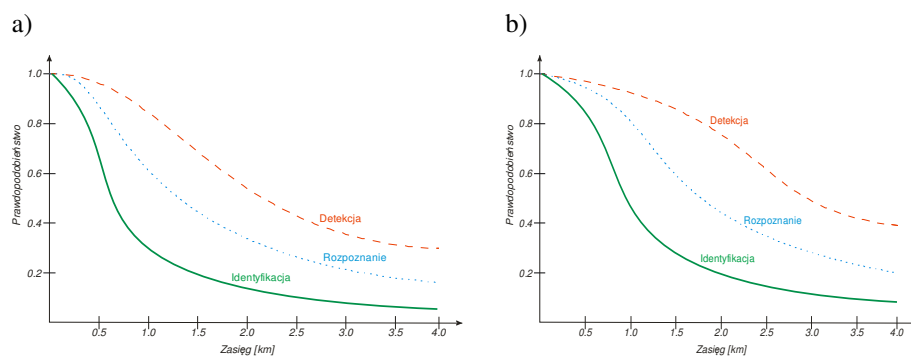 a)
b)
Prawdopodobieństwo
1.0
0.8
0.6
0.4
0.2
Detekcja
Rozpoznanie
Identyfikacja
0.5
1.0
1.5
2.0
2.5
3.0
3.5
4.0
Zasięg [km]
Prawdopodobieństwo
1.0
0.8
0.6
0.4
0.2
Detekcja
Rozpoznanie
Identyfikacja
0.5
1.0
1.5
2.0
2.5
3.0
3.5
4.0
Zasięg [km]